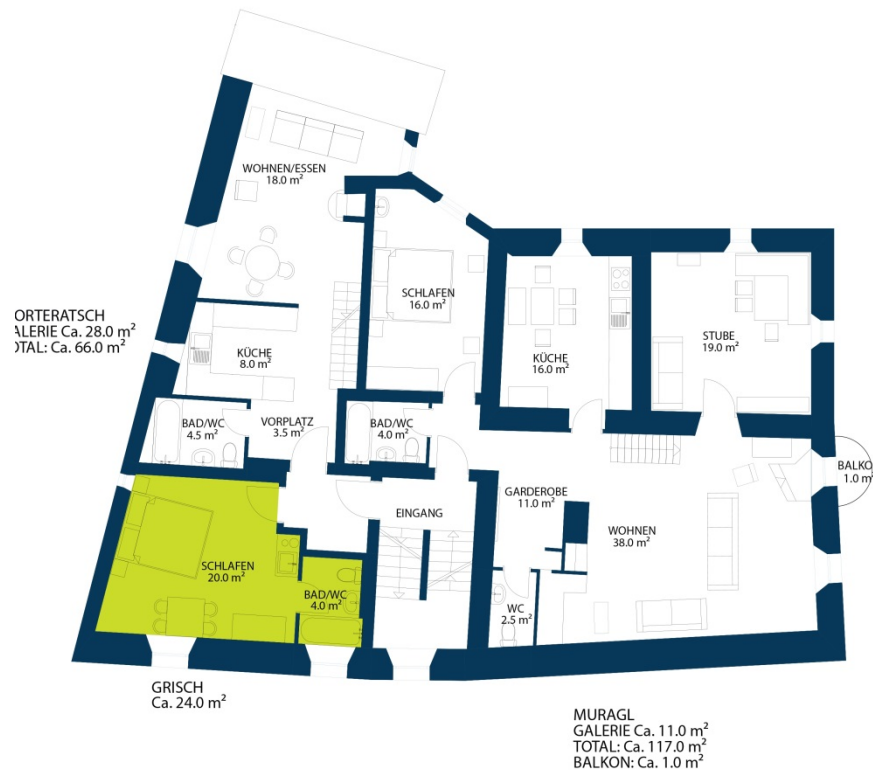 WOHNEN/ESSEN
18.0 m²
SCHLAFEN
16.0 m²
ORTERATSCH
ALERIE Ca. 28.0 m²
OTAL: Ca. 66.0 m²
KÜCHE
8.0 m²
KÜCHE
16.0 m²
STUBE
19.0 m²
BAD/WC
4.5 m²
VORPLATZ
3.5 m²
BAD/WC
4.0 m²
BALKO
1.0 m
GARDEROBE
11.0 m²
EINGANG
WOHNEN
38.0 m²
SCHLAFEN
20.0 m²
BAD/WC
4.0 m²
WC
2.5 m²
GRISCH
Ca. 24.0 m²
MURAGL
GALERIE Ca. 11.0 m²
TOTAL: Ca. 117.0 m²
BALKON: Ca. 1.0 m²